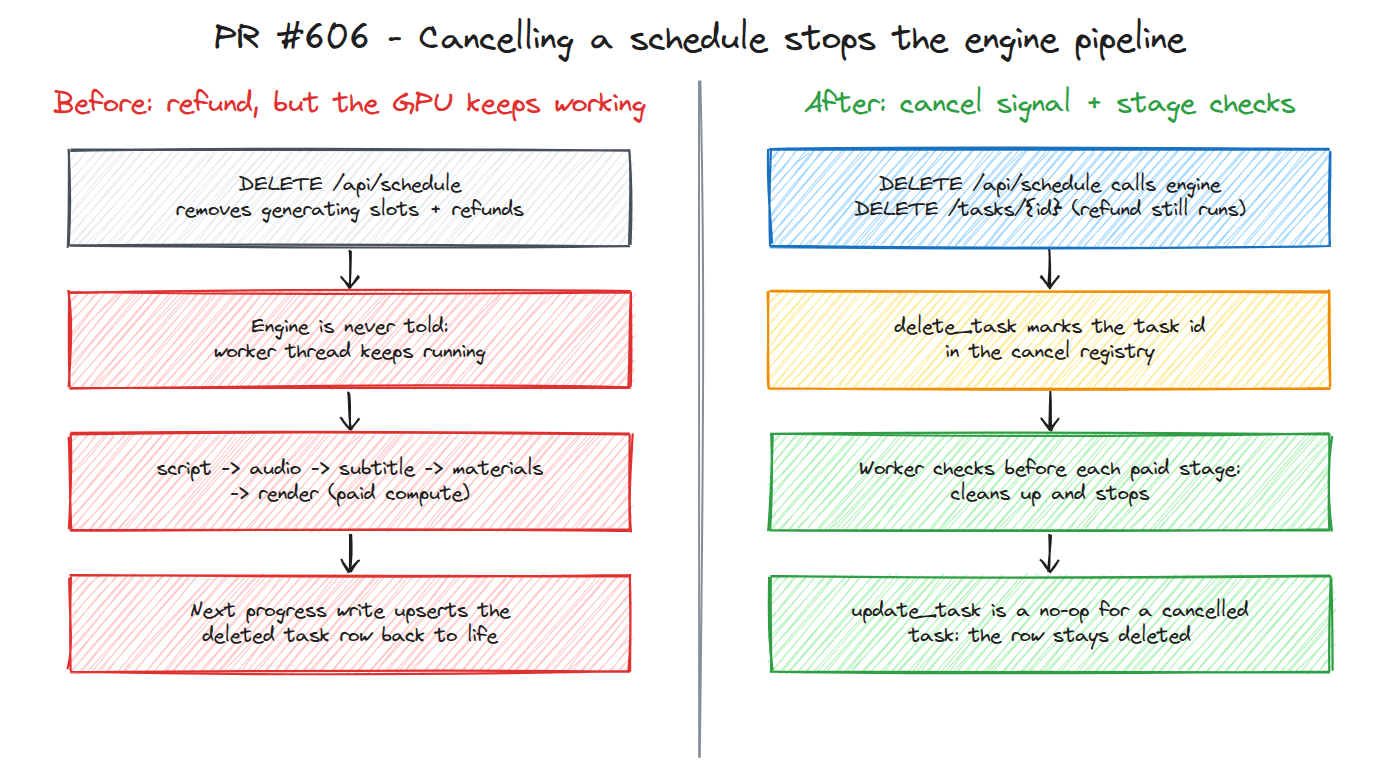 PR #606 - Cancelling a schedule stops the engine pipeline
Before: refund, but the GPU keeps working
DELETE /api/schedule
removes generating slots + refunds
Engine is never told:
worker thread keeps running
script -> audio -> subtitle -> materials
-> render (paid compute)
Next progress write upserts the
deleted task row back to life
After: cancel signal + stage checks
DELETE /api/schedule calls engine
DELETE /tasks/{id} (refund still runs)
delete_task marks the task id
in the cancel registry
Worker checks before each paid stage:
cleans up and stops
update_task is a no-op for a cancelled
task: the row stays deleted